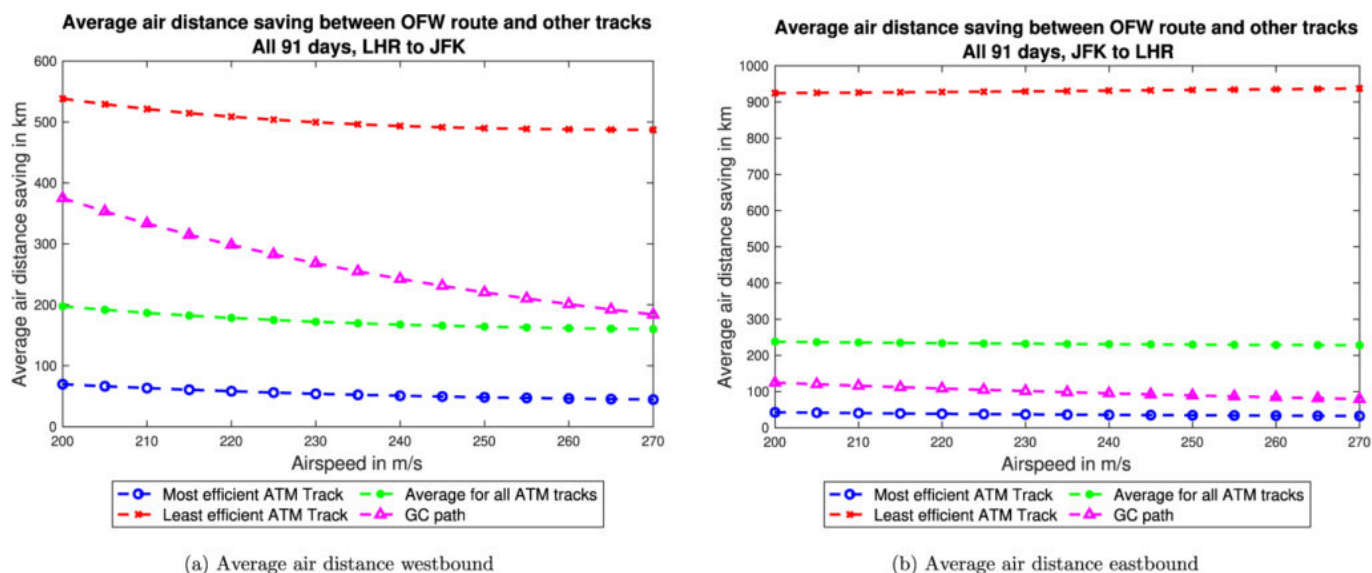 Average air distance saving between OFW route and other tracks
All 91 days, LHR to JFK
600
500
400
300
200
100
0
Average air distance saving in km
200
210
220
230
240
250
260
270
Airspeed in m/s
Most efficient ATM Track
Average for all ATM tracks
Least efficient ATM Track
GC path
(a) Average air distance westbound
Average air distance saving between OFW route and other tracks
All 91 days, JFK to LHR
1000
900
800
700
600
500
400
300
200
100
0
Average air distance saving in km
200
210
220
230
240
250
260
270
Airspeed in m/s
Most efficient ATM Track
Average for all ATM tracks
Least efficient ATM Track
GC path
(b) Average air distance eastbound